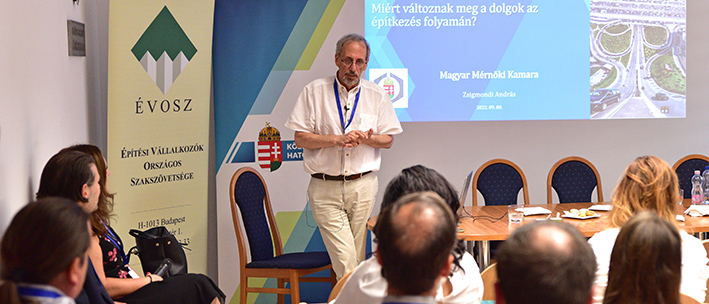 ÉVOSZ
ÉPÍTÉSI VÁLLALKOZÓK
ORSZÁGOS
SZAKSZÖVETSÉGE
H-1013 Budapest
Miért változnak meg a dolgok az
építkezés folyamán?
Magyar Mérnöki Kamara
Zsigmondi András